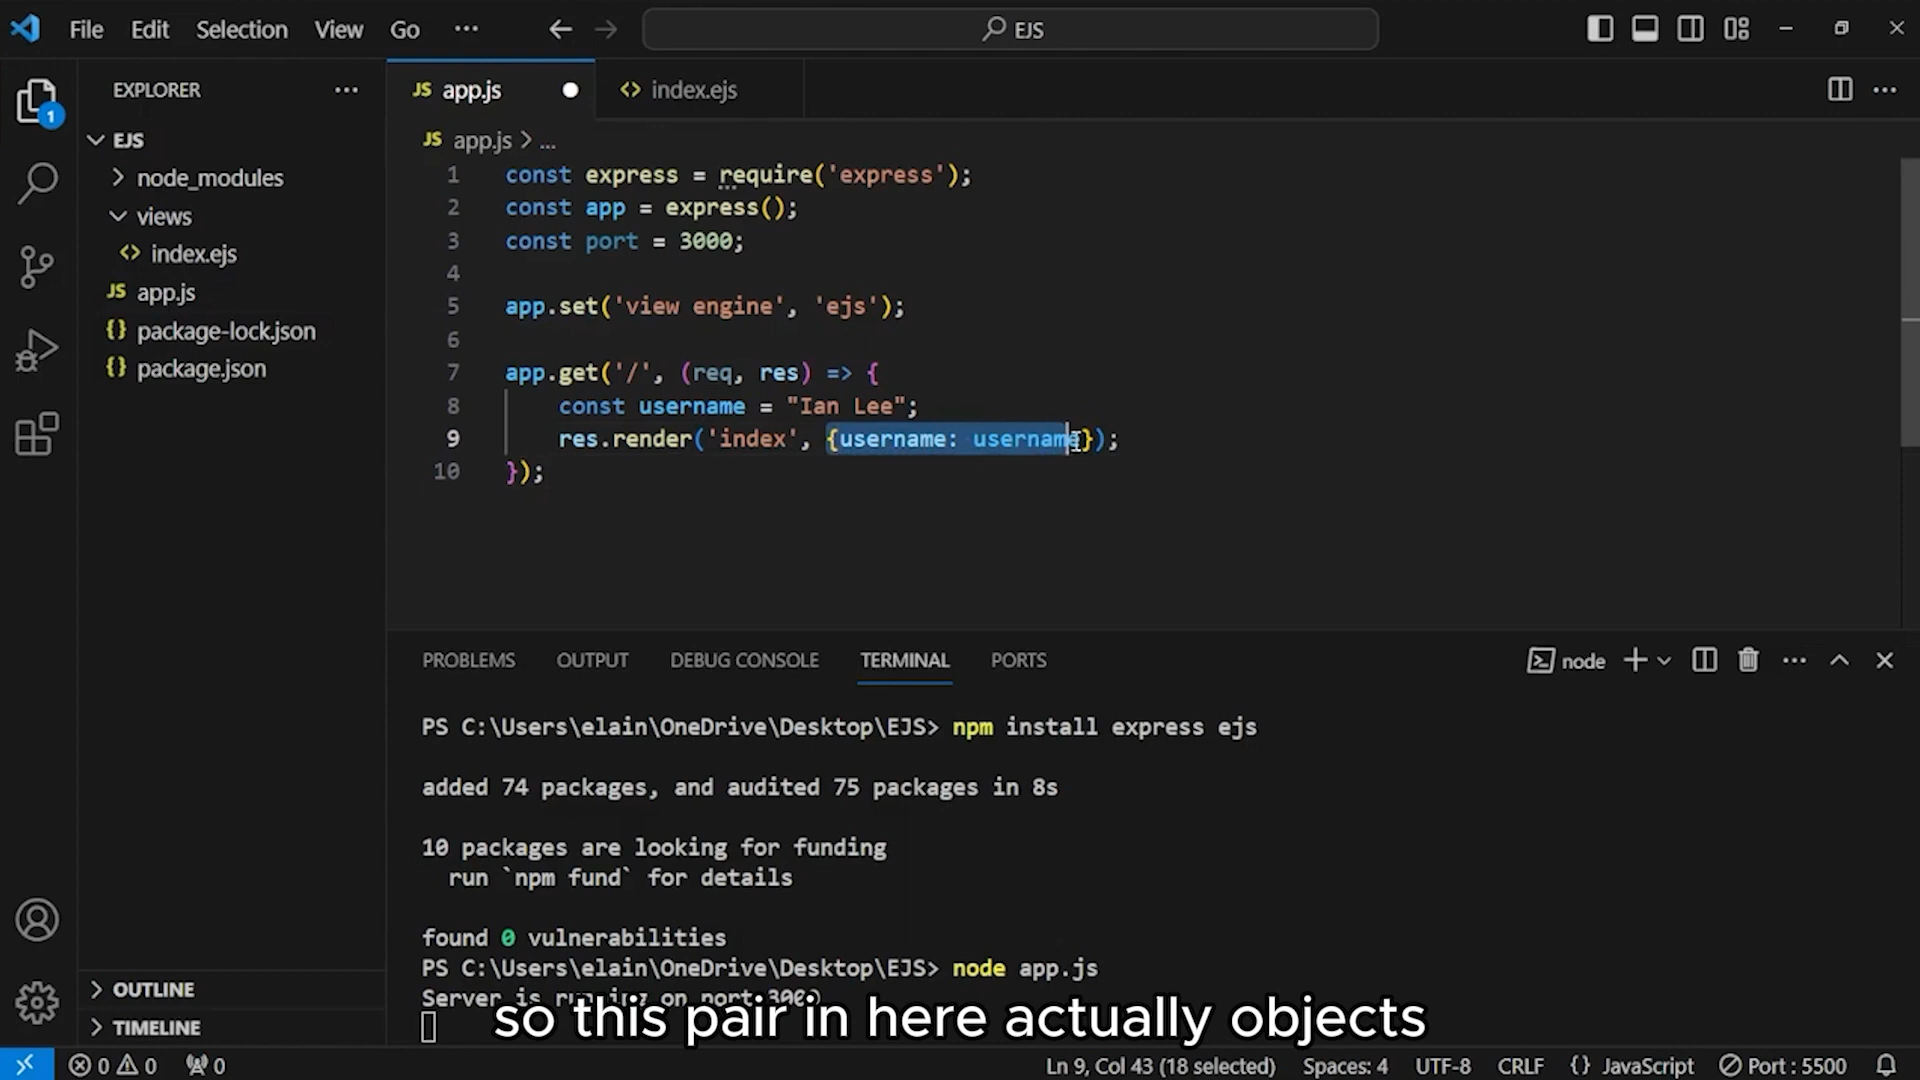 File Edit Selection View Go ... EJS
EXPLORER ...
EJS
node_modules
views
<> index.ejs
JS app.js
{} package-lock.json
{} package.json
OUTLINE
TIMELINE
1
JS app.js
<> index.ejs
JS app.js > ...
1 const express = require('express');
2 const app = express();
3 const port = 3000;
4
5 app.set('view engine', 'ejs');
6
7 app.get('/', (req, res) => {
8 const username = "Ian Lee";
9 res.render('index', {username: username});
10 });
PROBLEMS OUTPUT DEBUG CONSOLE TERMINAL PORTS node
PS C:\Users\elain\OneDrive\Desktop\EJS> npm install express ejs
added 74 packages, and audited 75 packages in 8s
10 packages are looking for funding
run `npm fund` for details
found 0 vulnerabilities
PS C:\Users\elain\OneDrive\Desktop\EJS> node app.js
Server is running on port 3000
so this pair in here actually objects
0 0 0 Ln 9, Col 43 (18 selected) Spaces: 4 UTF-8 CRLF {} JavaScript Port : 5500